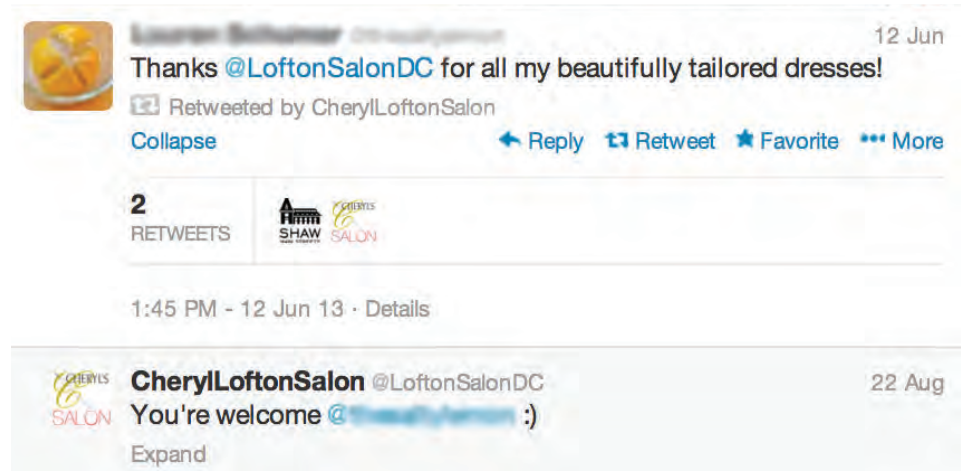 12 Jun
Thanks @LoftonSalonDC for all my beautifully tailored dresses!
Retweeted by CherylLoftonSalon
Collapse Reply Retweet Favorite More
2
RETWEETS
SHAW
CHERYLS
SALON
1:45 PM - 12 Jun 13 · Details
CHERYLS
SALON
CherylLoftonSalon @LoftonSalonDC 22 Aug
You're welcome @ :)
Expand